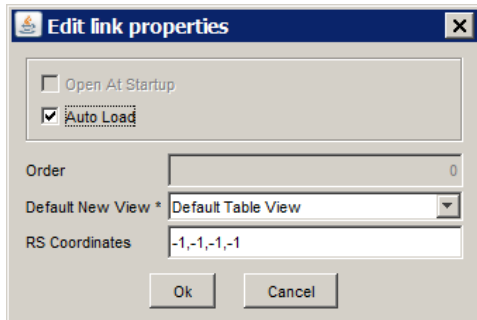 Edit link properties
Open At Startup
Auto Load
Order 0
Default New View * Default Table View
RS Coordinates -1,-1,-1,-1
Ok Cancel